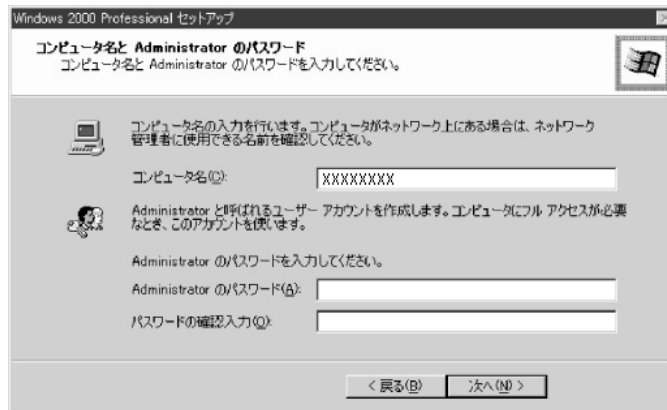 Windows 2000 Professional セットアップ
コンピュータ名と Administrator のパスワード
コンピュータ名と Administrator のパスワードを入力してください。
コンピュータ名の入力を行います。コンピュータがネットワーク上にある場合は、ネットワーク
管理者に使用できる名前を確認してください。
コンピュータ名(C):
XXXXXXXX
Administrator と呼ばれるユーザー アカウントを作成します。コンピュータにフル アクセスが必要
なとき、このアカウントを使います。
Administrator のパスワードを入力してください。
Administrator のパスワード(A):
パスワードの確認入力(O):
< 戻る(B)
次へ(N) >